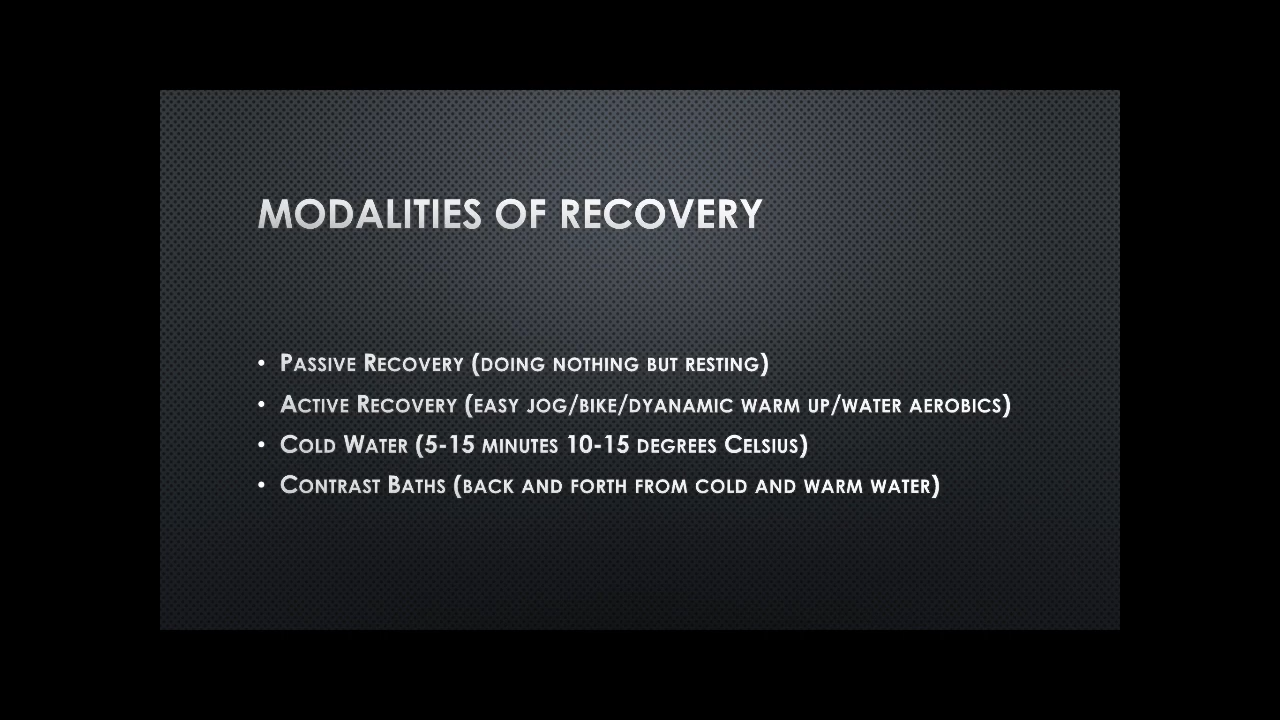 MODALITIES OF RECOVERY
• Passive Recovery (doing nothing but resting)
• Active Recovery (easy jog/bike/dyanamic warm up/water aerobics)
• Cold Water (5-15 minutes 10-15 degrees Celsius)
• Contrast Baths (back and forth from cold and warm water)